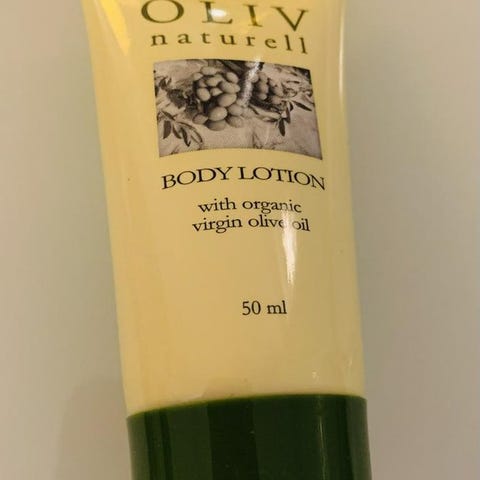 OLIV
naturell
BODY LOTION
with organic
virgin olive oil
50 ml